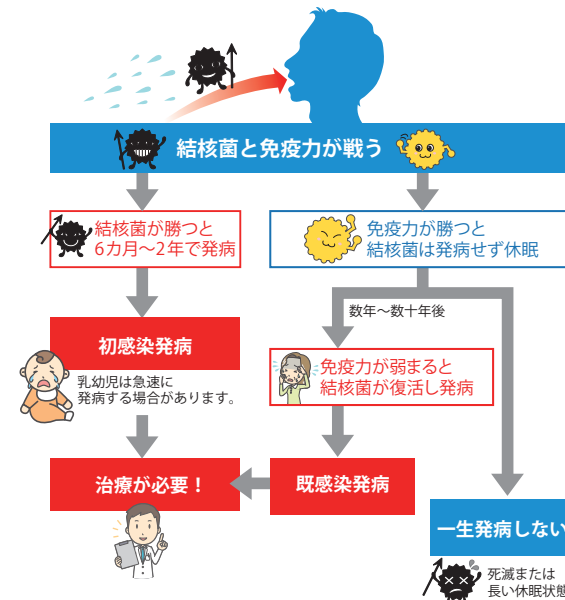 結核菌と免疫力が戦う
結核菌が勝つと
6カ月～2年で発病
免疫力が勝つと
結核菌は発病せず休眠
数年～数十年後
初感染発病
乳幼児は急速に
発病する場合があります。
免疫力が弱まると
結核菌が復活し発病
治療が必要！
既感染発病
一生発病しない
死滅または
長い休眠状態